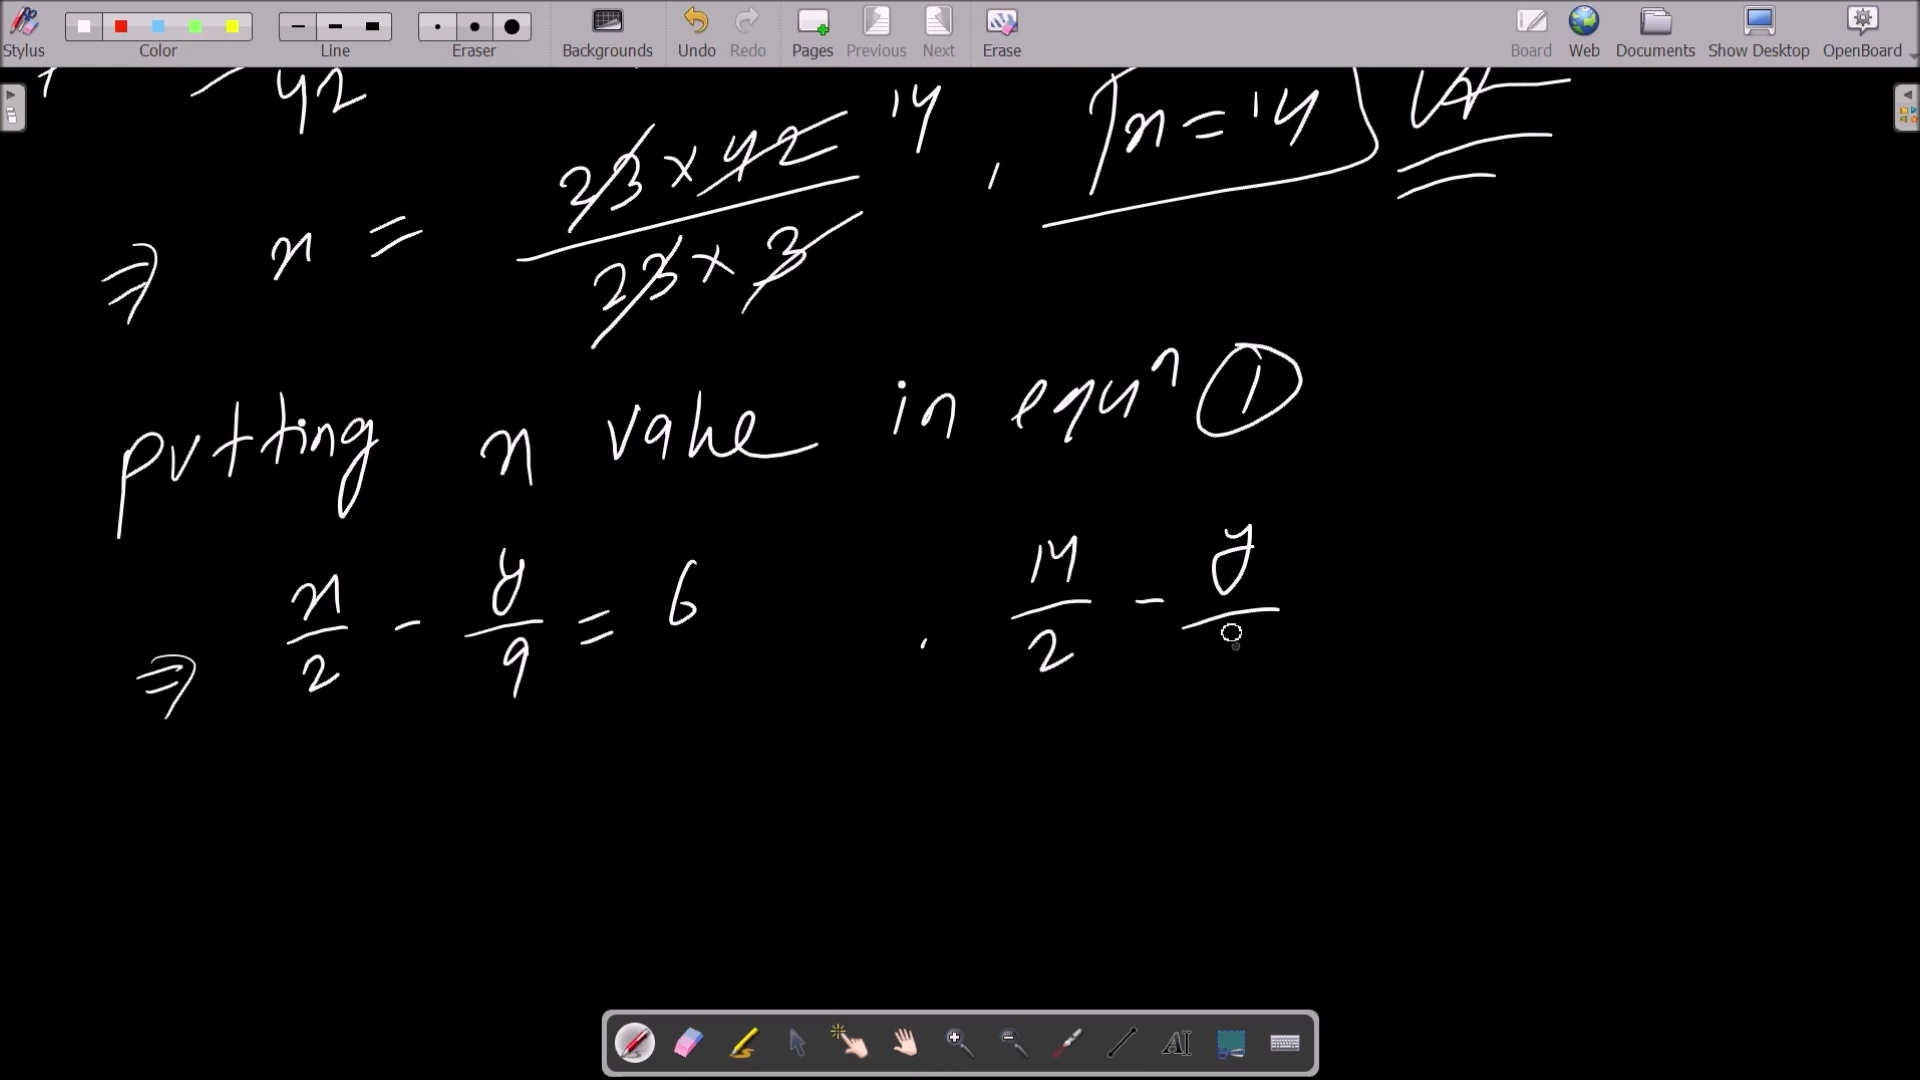 Stylus Color Line Eraser Backgrounds Undo Redo Pages Previous Next Erase Board Web Documents Show Desktop OpenBoard
42
23 × 42 14 , x = 14
⇒ x =
23 × 3
putting x value in equⁿ ①
⇒ x/2 - y/9 = 6 . 14/2 - y/
AI